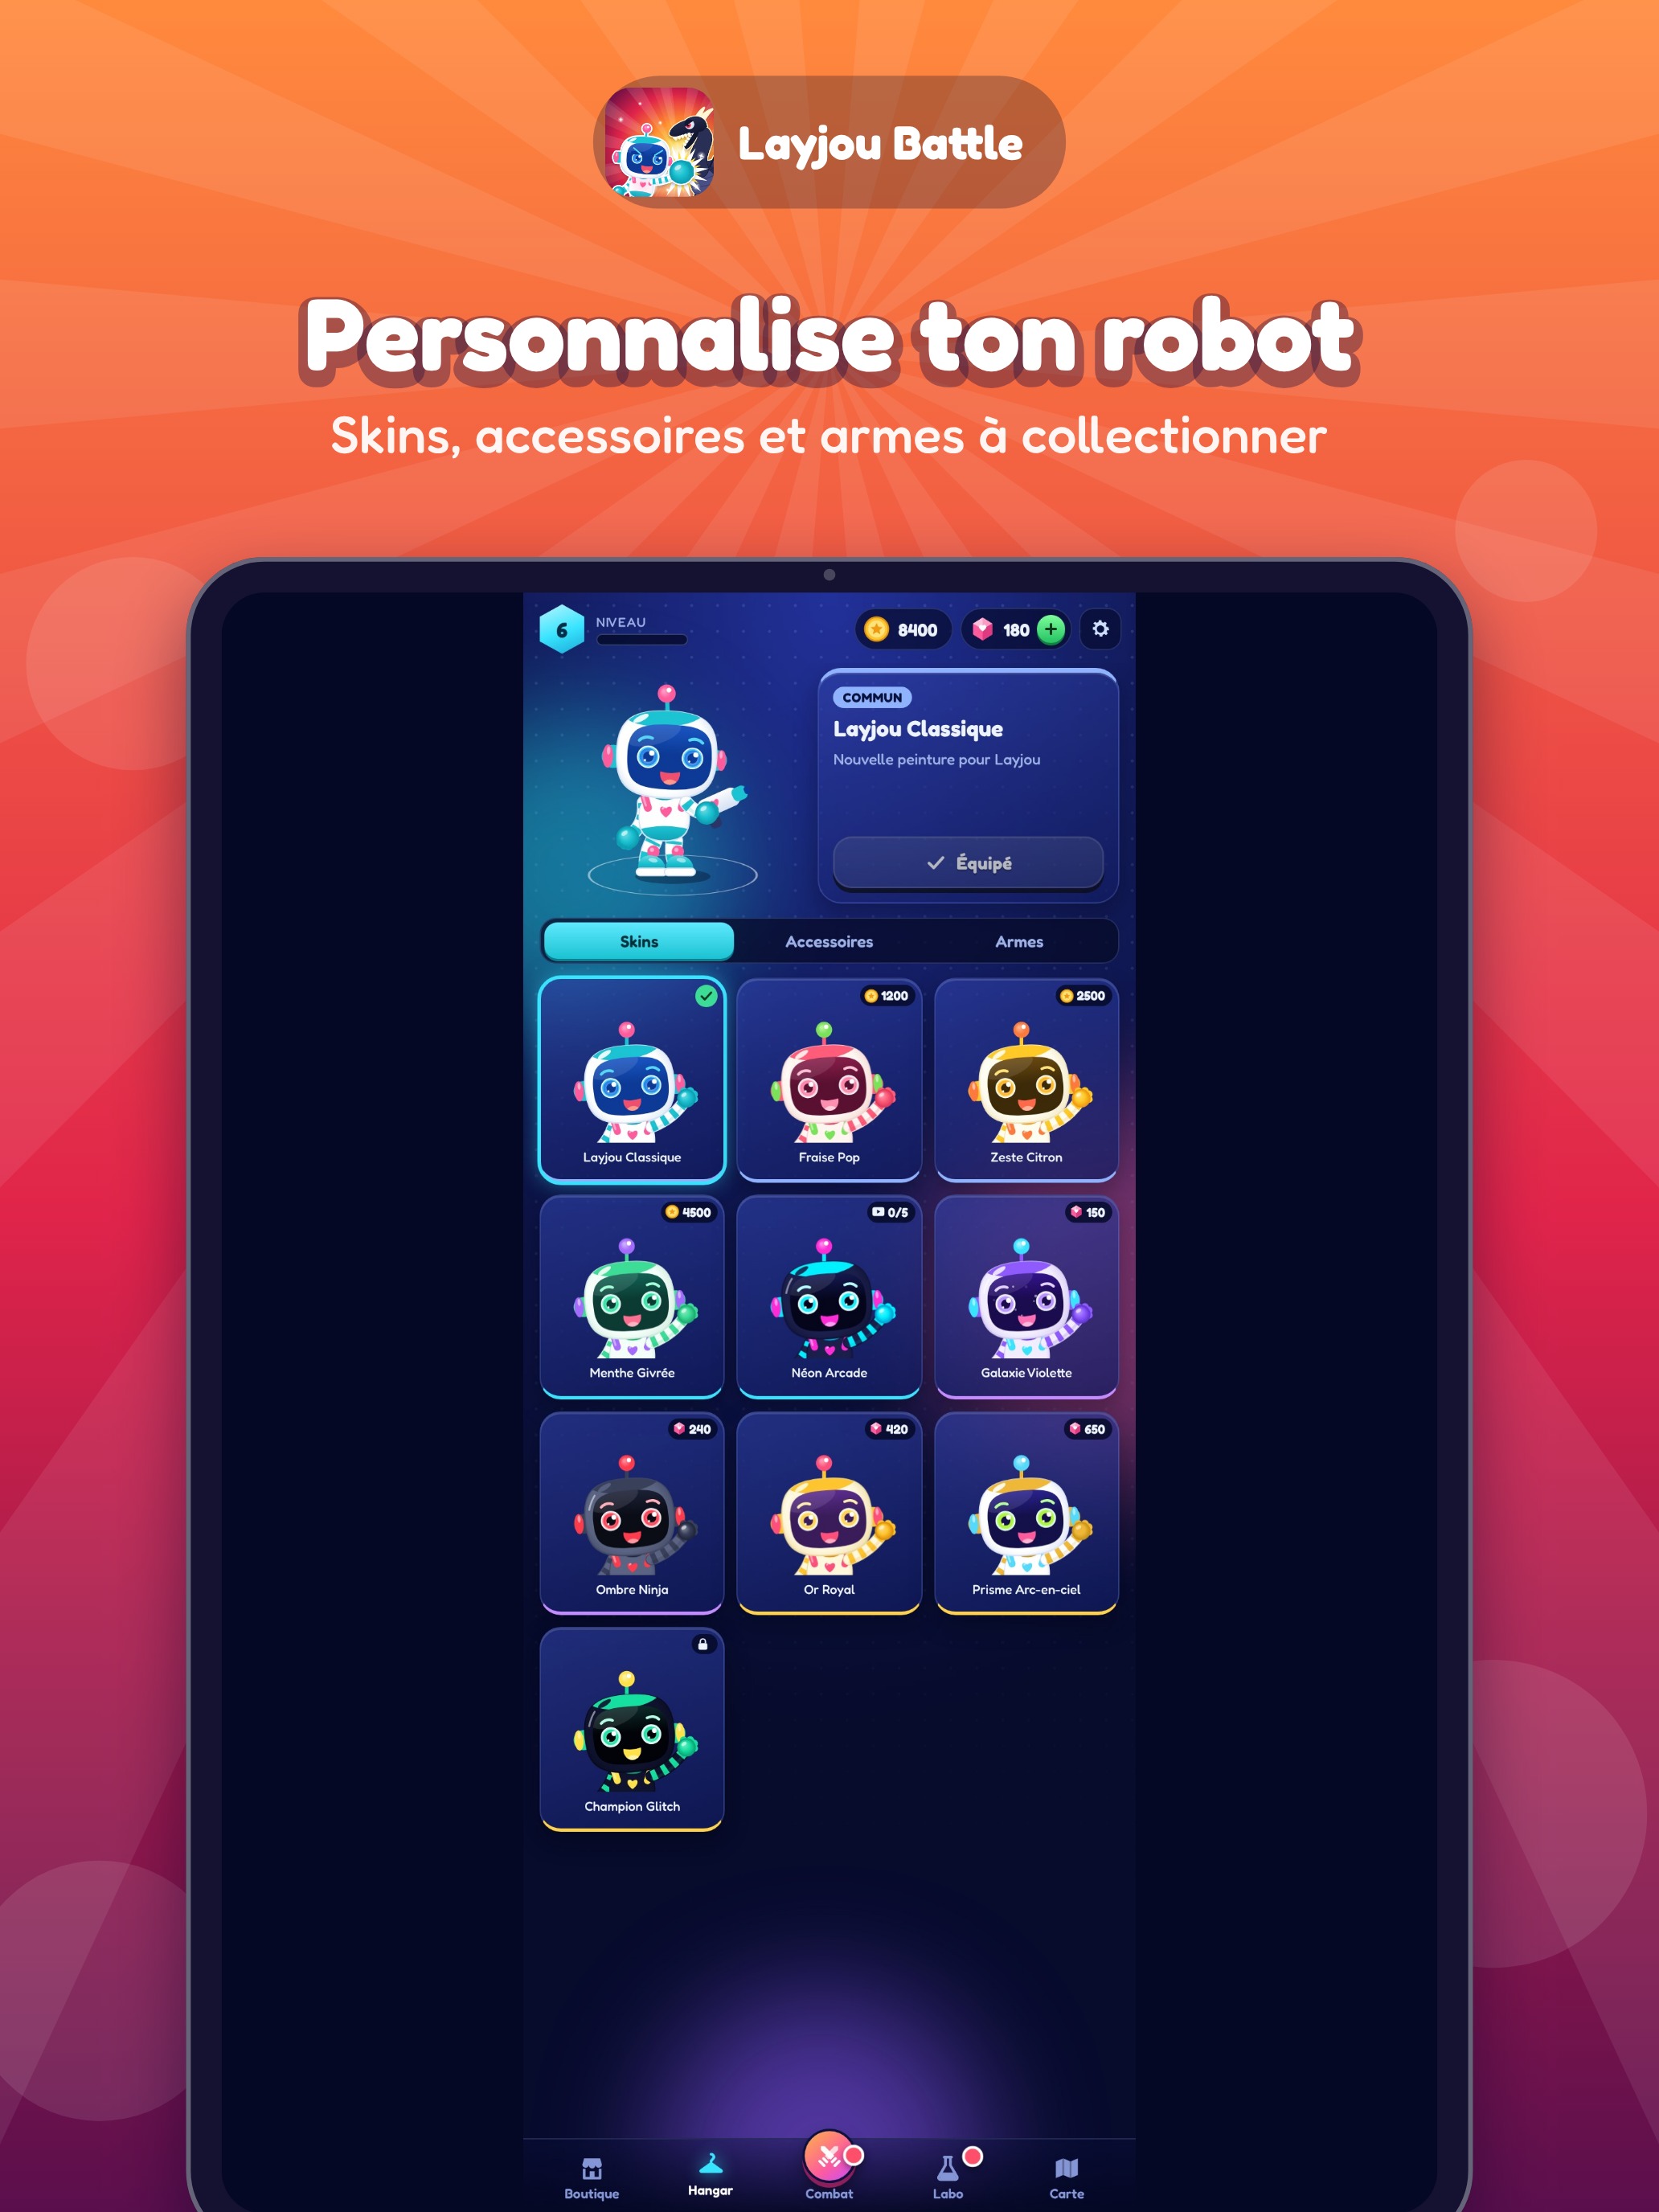 Layjou Battle
Personnalise ton robot
Skins, accessoires et armes à collectionner
6
NIVEAU
8400
180
COMMUN
Layjou Classique
Nouvelle peinture pour Layjou
Équipé
Skins
Accessoires
Armes
Layjou Classique
1200
Fraise Pop
2500
Zeste Citron
4500
Menthe Givrée
0/5
Néon Arcade
150
Galaxie Violette
240
Ombre Ninja
420
Or Royal
650
Prisme Arc-en-ciel
Champion Glitch
Boutique
Hangar
Combat
Labo
Carte